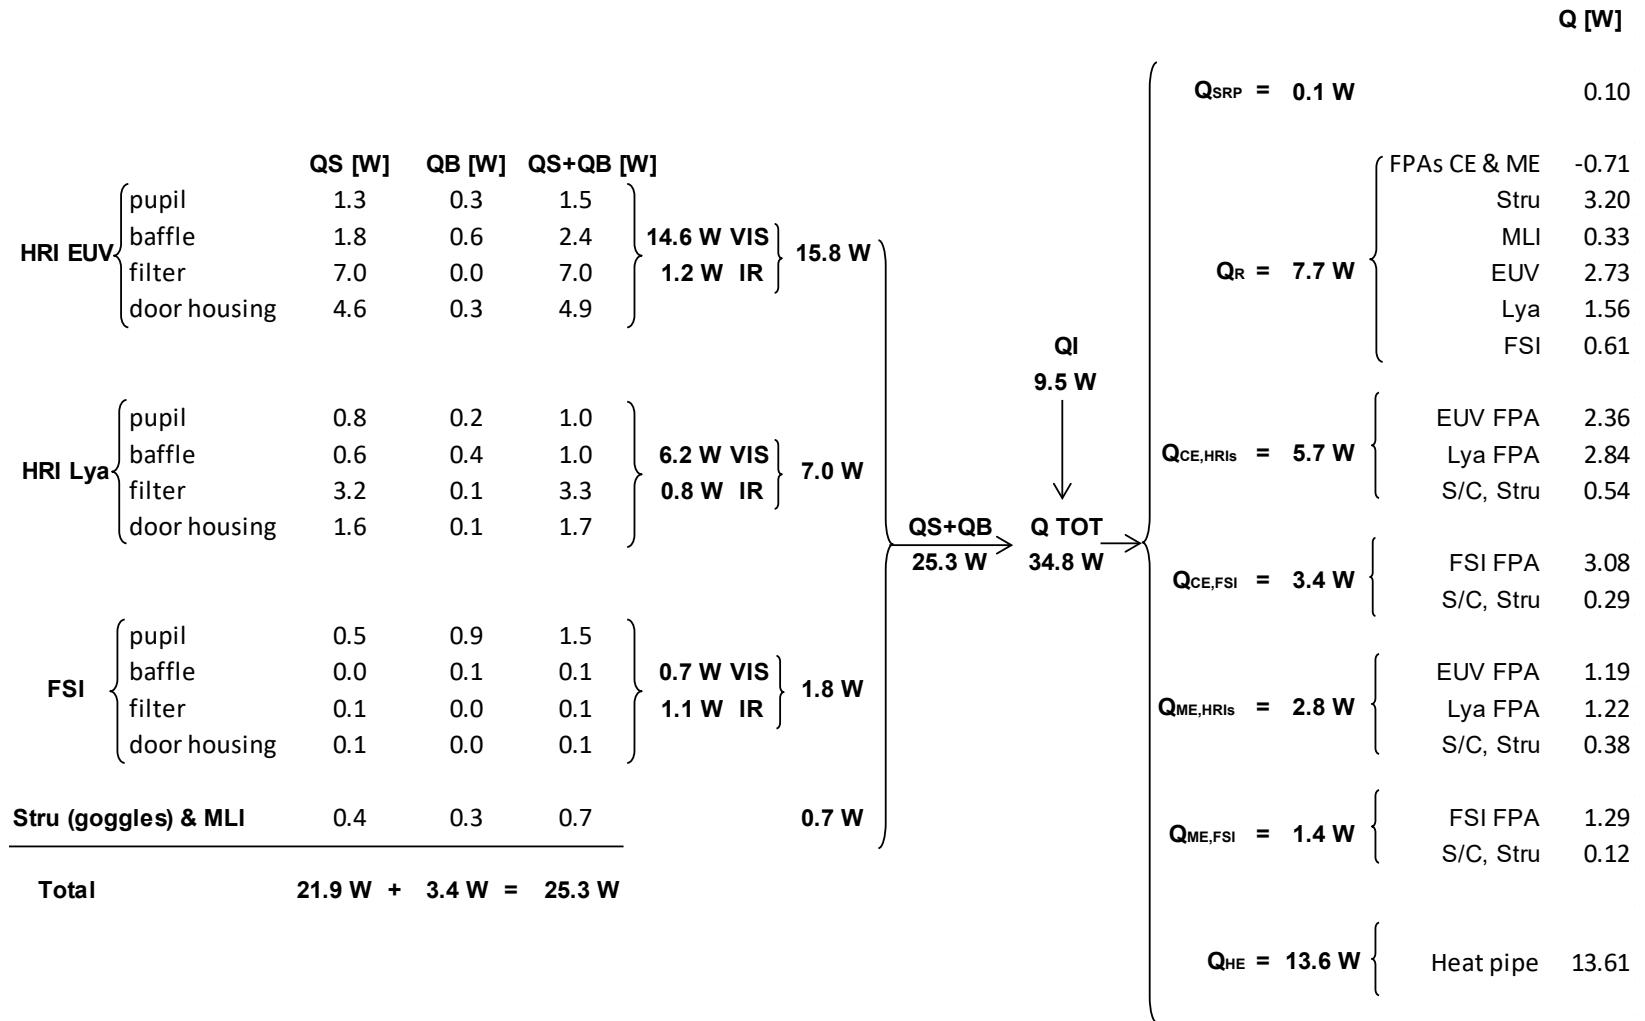 Q [W]
QSRP = 0.1 W 0.10
QS [W] QB [W] QS+QB [W]
HRI EUV
pupil 1.3 0.3 1.5
baffle 1.8 0.6 2.4
filter 7.0 0.0 7.0
door housing 4.6 0.3 4.9
14.6 W VIS
1.2 W IR
15.8 W
HRI Lya
pupil 0.8 0.2 1.0
baffle 0.6 0.4 1.0
filter 3.2 0.1 3.3
door housing 1.6 0.1 1.7
6.2 W VIS
0.8 W IR
7.0 W
FSI
pupil 0.5 0.9 1.5
baffle 0.0 0.1 0.1
filter 0.1 0.0 0.1
door housing 0.1 0.0 0.1
0.7 W VIS
1.1 W IR
1.8 W
Stru (goggles) & MLI 0.4 0.3 0.7 0.7 W
Total 21.9 W + 3.4 W = 25.3 W
QS+QB
25.3 W
QI
9.5 W
Q TOT
34.8 W
QR = 7.7 W
FPAs CE & ME -0.71
Stru 3.20
MLI 0.33
EUV 2.73
Lya 1.56
FSI 0.61
QCE,HRIs = 5.7 W
EUV FPA 2.36
Lya FPA 2.84
S/C, Stru 0.54
QCE,FSI = 3.4 W
FSI FPA 3.08
S/C, Stru 0.29
QME,HRIs = 2.8 W
EUV FPA 1.19
Lya FPA 1.22
S/C, Stru 0.38
QME,FSI = 1.4 W
FSI FPA 1.29
S/C, Stru 0.12
QHE = 13.6 W
Heat pipe 13.61